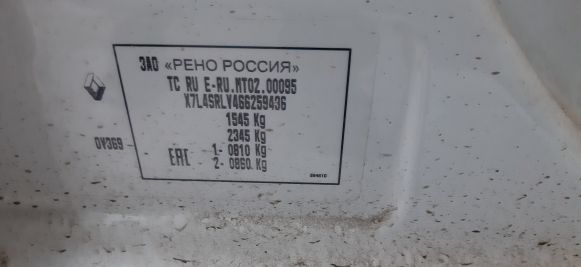 ЗАО «РЕНО РОССИЯ»
TC RU E-RU.MT02.00095
X7L4SRLV466259436
1545 Kg
2345 Kg
0V369
1- 0810 Kg
EAC
2- 0860 Kg